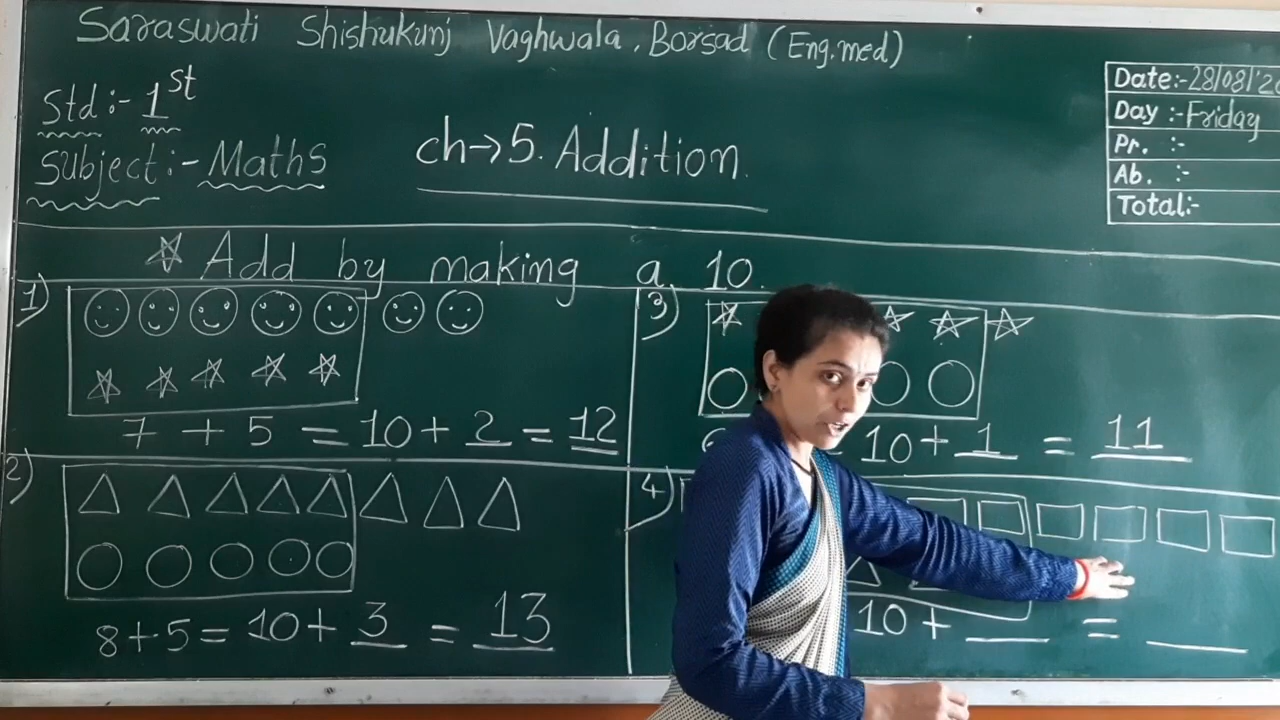 Saraswati Shishukunj Vaghwala, Borsad (Eng.med)
Std:- 1st
Subject:- Maths
ch→5. Addition.
Date:-28/08/'20
Day :-Friday
Pr. :-
Ab. :-
Total:-
☆ Add by making a 10.
1)
7 + 5 = 10 + 2 = 12
2)
8+5 = 10+ 3 = 13
3)
10+ 1 = 11
4)
10 + ___ = ___